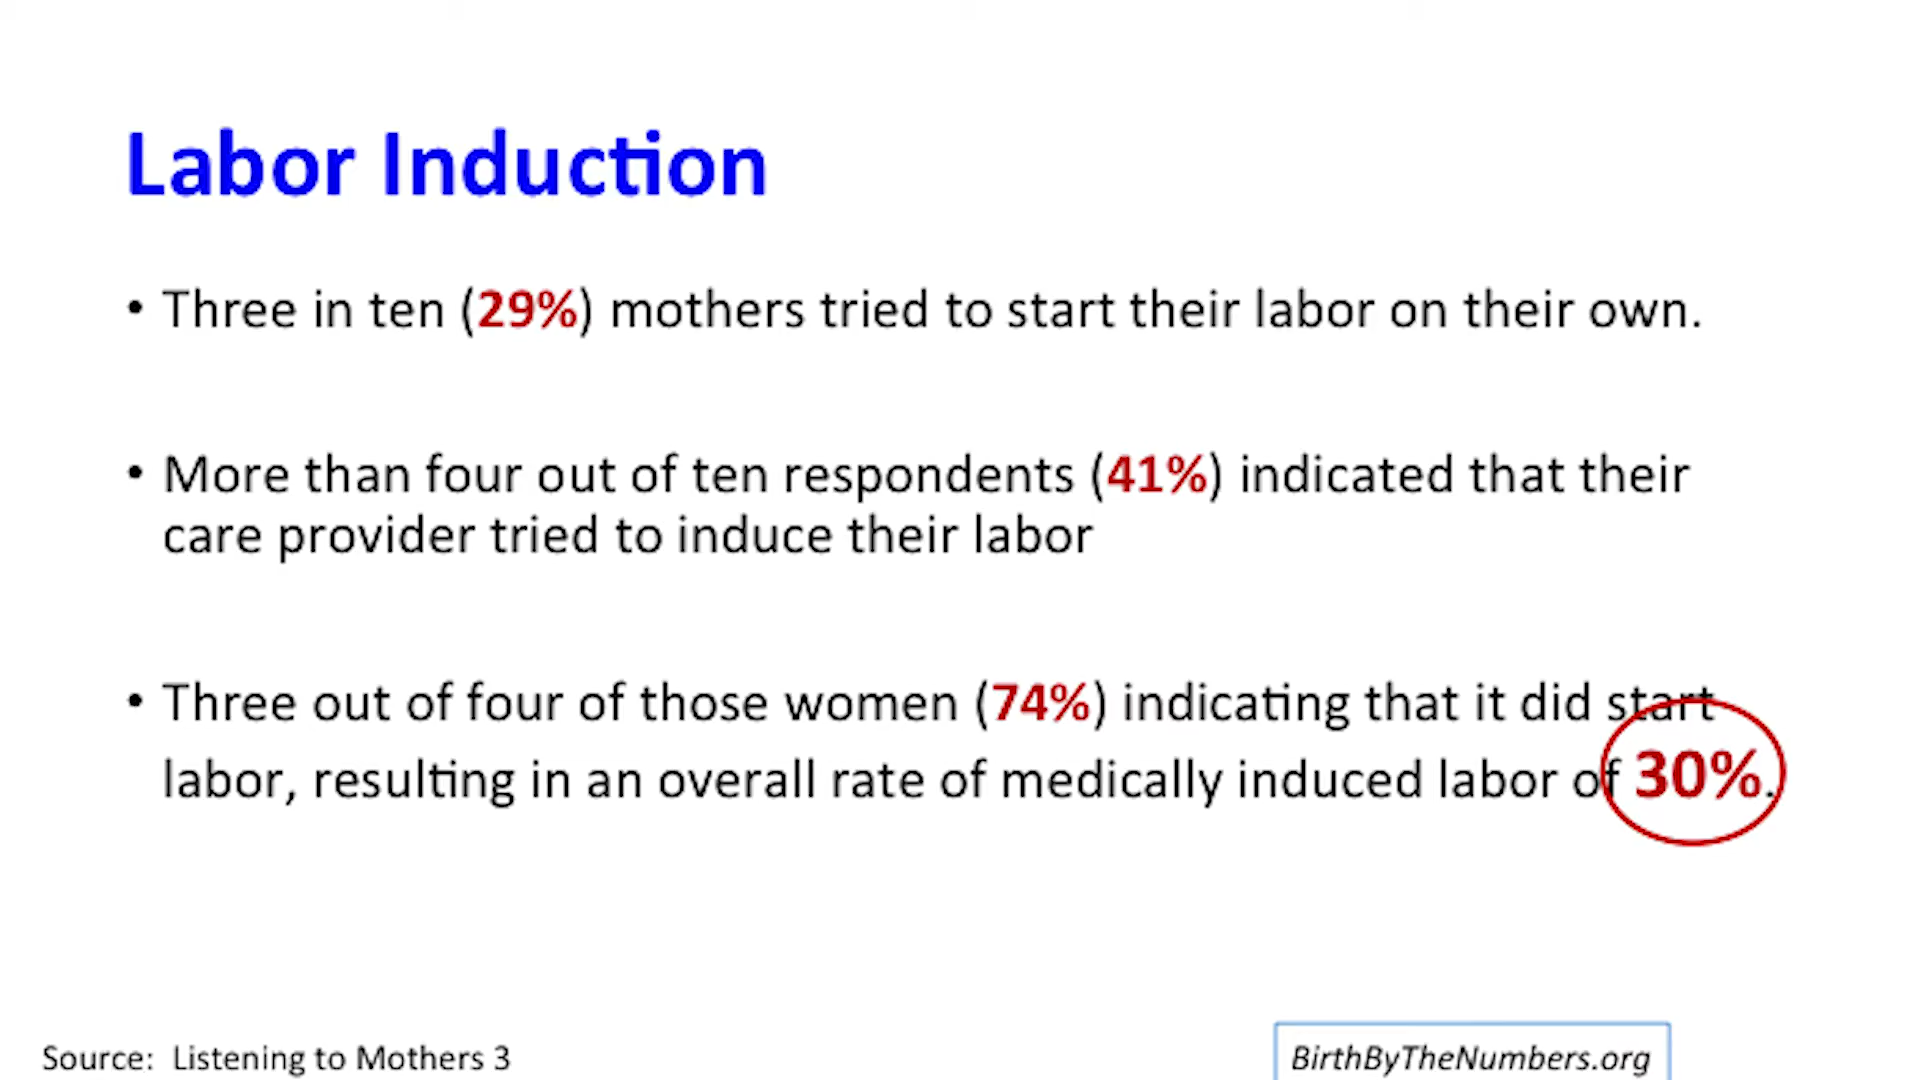 Labor Induction
• Three in ten (29%) mothers tried to start their labor on their own.
• More than four out of ten respondents (41%) indicated that their
care provider tried to induce their labor
• Three out of four of those women (74%) indicating that it did start
labor, resulting in an overall rate of medically induced labor of 30%.
Source: Listening to Mothers 3
BirthByTheNumbers.org